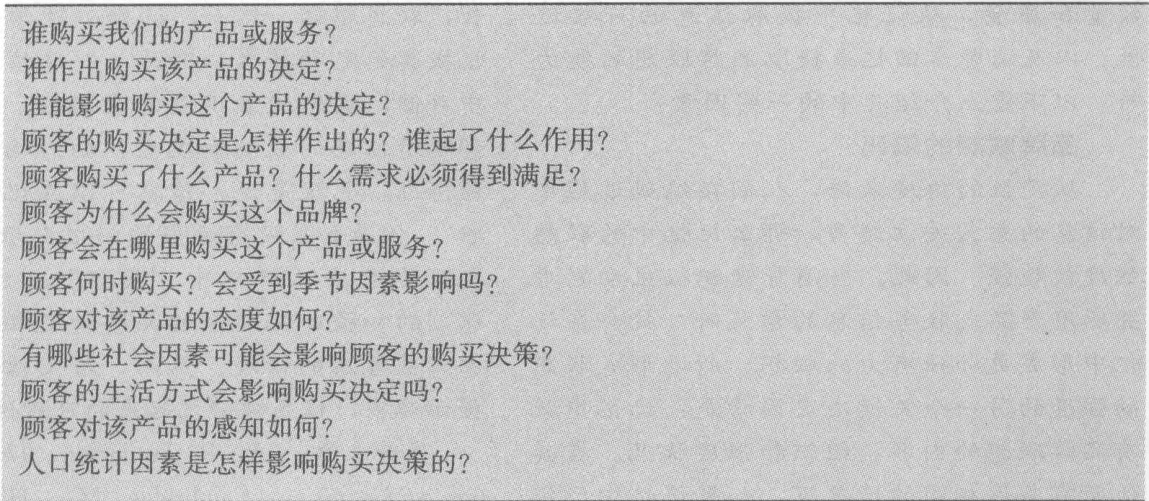 谁购买我们的产品或服务？
谁作出购买该产品的决定？
谁能影响购买这个产品的决定？
顾客的购买决定是怎样作出的？谁起了什么作用？
顾客购买了什么产品？什么需求必须得到满足？
顾客为什么会购买这个品牌？
顾客会在哪里购买这个产品或服务？
顾客何时购买？会受到季节因素影响吗？
顾客对该产品的态度如何？
有哪些社会因素可能会影响顾客的购买决策？
顾客的生活方式会影响购买决定吗？
顾客对该产品的感知如何？
人口统计因素是怎样影响购买决策的？